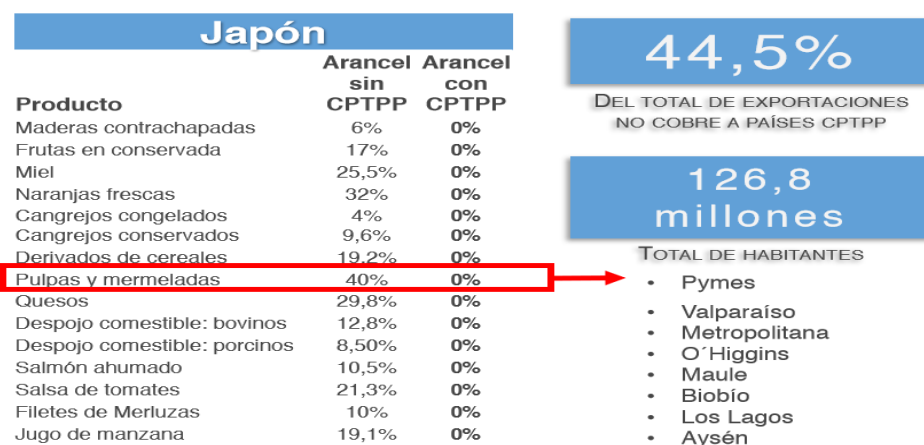 Japón
Producto Arancel sin CPTPP Arancel con CPTPP
Maderas contrachapadas 6% 0%
Frutas en conservada 17% 0%
Miel 25,5% 0%
Naranjas frescas 32% 0%
Cangrejos congelados 4% 0%
Cangrejos conservados 9,6% 0%
Derivados de cereales 19.2% 0%
Pulpas y mermeladas 40% 0%
Quesos 29,8% 0%
Despojo comestible: bovinos 12,8% 0%
Despojo comestible: porcinos 8,50% 0%
Salmón ahumado 10,5% 0%
Salsa de tomates 21,3% 0%
Filetes de Merluzas 10% 0%
Jugo de manzana 19,1% 0%
44,5%
DEL TOTAL DE EXPORTACIONES
NO COBRE A PAÍSES CPTPP
126,8
millones
TOTAL DE HABITANTES
• Pymes
• Valparaíso
• Metropolitana
• O´Higgins
• Maule
• Biobío
• Los Lagos
• Aysén